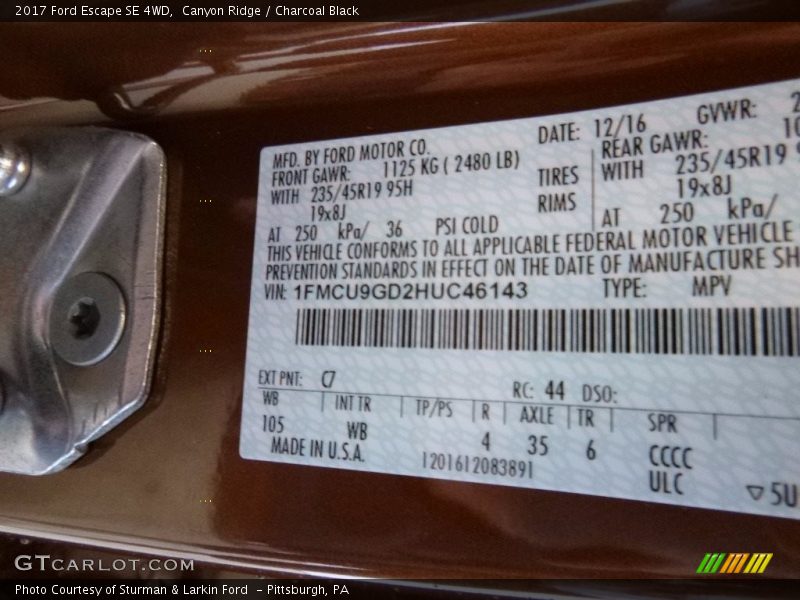 2017 Ford Escape SE 4WD, Canyon Ridge / Charcoal Black
MFD. BY FORD MOTOR CO.
DATE: 12/16
GVWR:
FRONT GAWR: 1125 KG ( 2480 LB)
REAR GAWR:
WITH 235/45R19 95H
TIRES
WITH 235/45R19
19x8J
RIMS
19x8J
AT 250 kPa/ 36 PSI COLD
AT 250 kPa/
THIS VEHICLE CONFORMS TO ALL APPLICABLE FEDERAL MOTOR VEHICLE
PREVENTION STANDARDS IN EFFECT ON THE DATE OF MANUFACTURE SH
VIN: 1FMCU9GD2HUC46143
TYPE: MPV
EXT PNT: C7
RC: 44 DSO:
WB INT TR TP/PS R AXLE TR SPR
105 WB 4 35 6 CCCC
MADE IN U.S.A. 1201612083891 ULC
5U
GTCARLOT.COM
Photo Courtesy of Sturman & Larkin Ford - Pittsburgh, PA